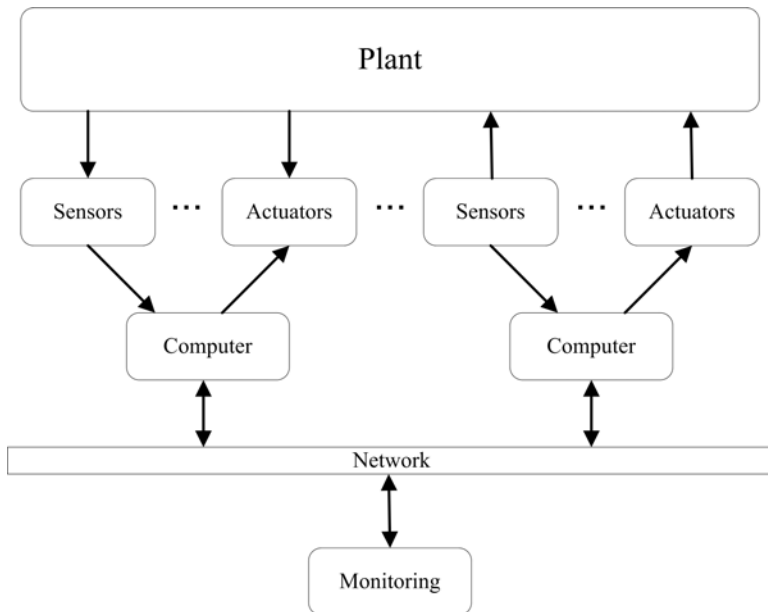 Plant
Sensors ... Actuators ... Sensors ... Actuators
Computer Computer
Network
Monitoring